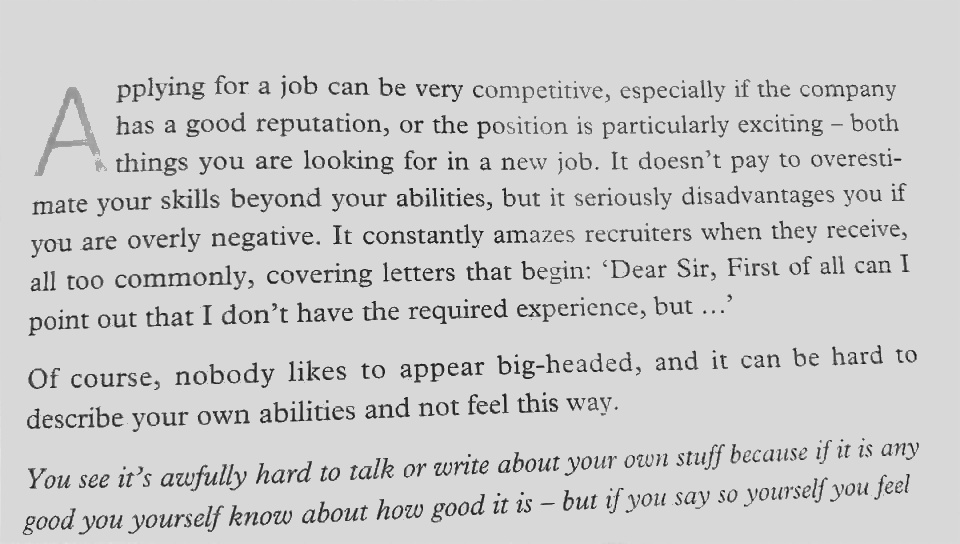 Applying for a job can be very competitive, especially if the company
has a good reputation, or the position is particularly exciting – both
things you are looking for in a new job. It doesn't pay to overesti-
mate your skills beyond your abilities, but it seriously disadvantages you if
you are overly negative. It constantly amazes recruiters when they receive,
all too commonly, covering letters that begin: ‘Dear Sir, First of all can I
point out that I don't have the required experience, but …’
Of course, nobody likes to appear big-headed, and it can be hard to
describe your own abilities and not feel this way.
You see it's awfully hard to talk or write about your own stuff because if it is any
good you yourself know about how good it is – but if you say so yourself you feel